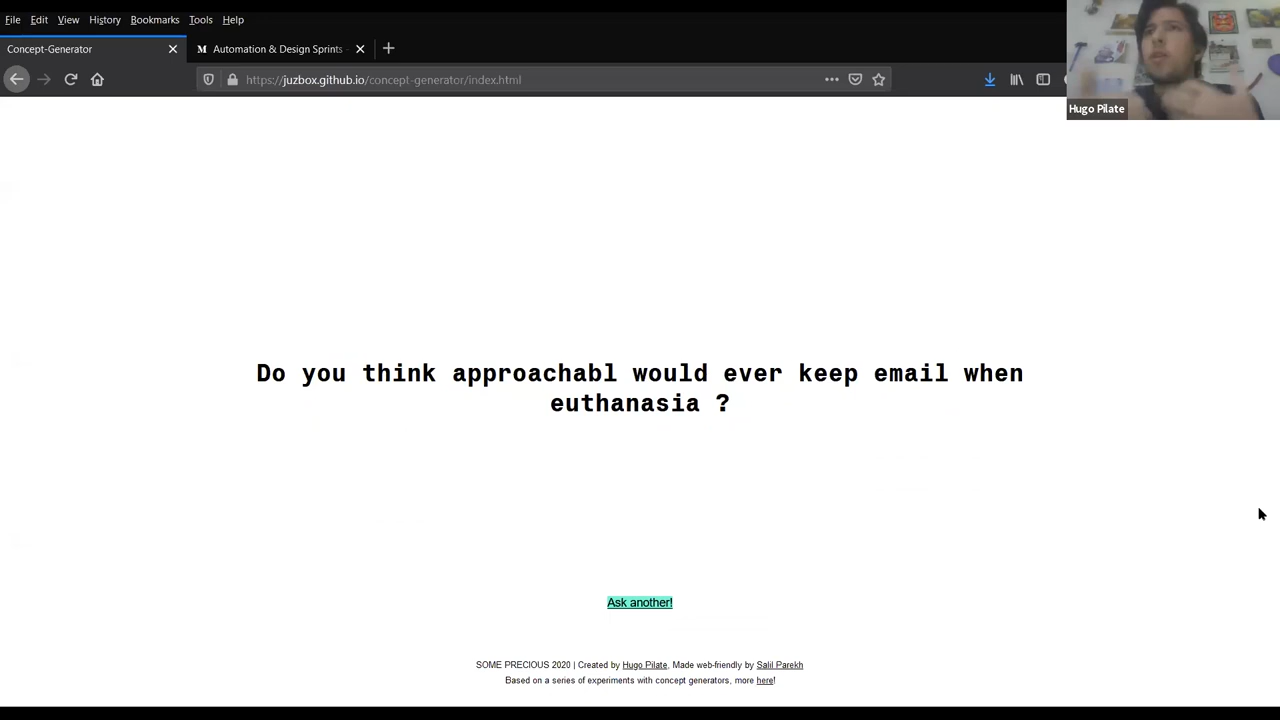 File Edit View History Bookmarks Tools Help
Concept-Generator
M Automation & Design Sprints
https://juzbox.github.io/concept-generator/index.html
Hugo Pilate
Do you think approachabl would ever keep email when
euthanasia ?
Ask another!
SOME PRECIOUS 2020 | Created by Hugo Pilate, Made web-friendly by Salil Parekh
Based on a series of experiments with concept generators, more here!